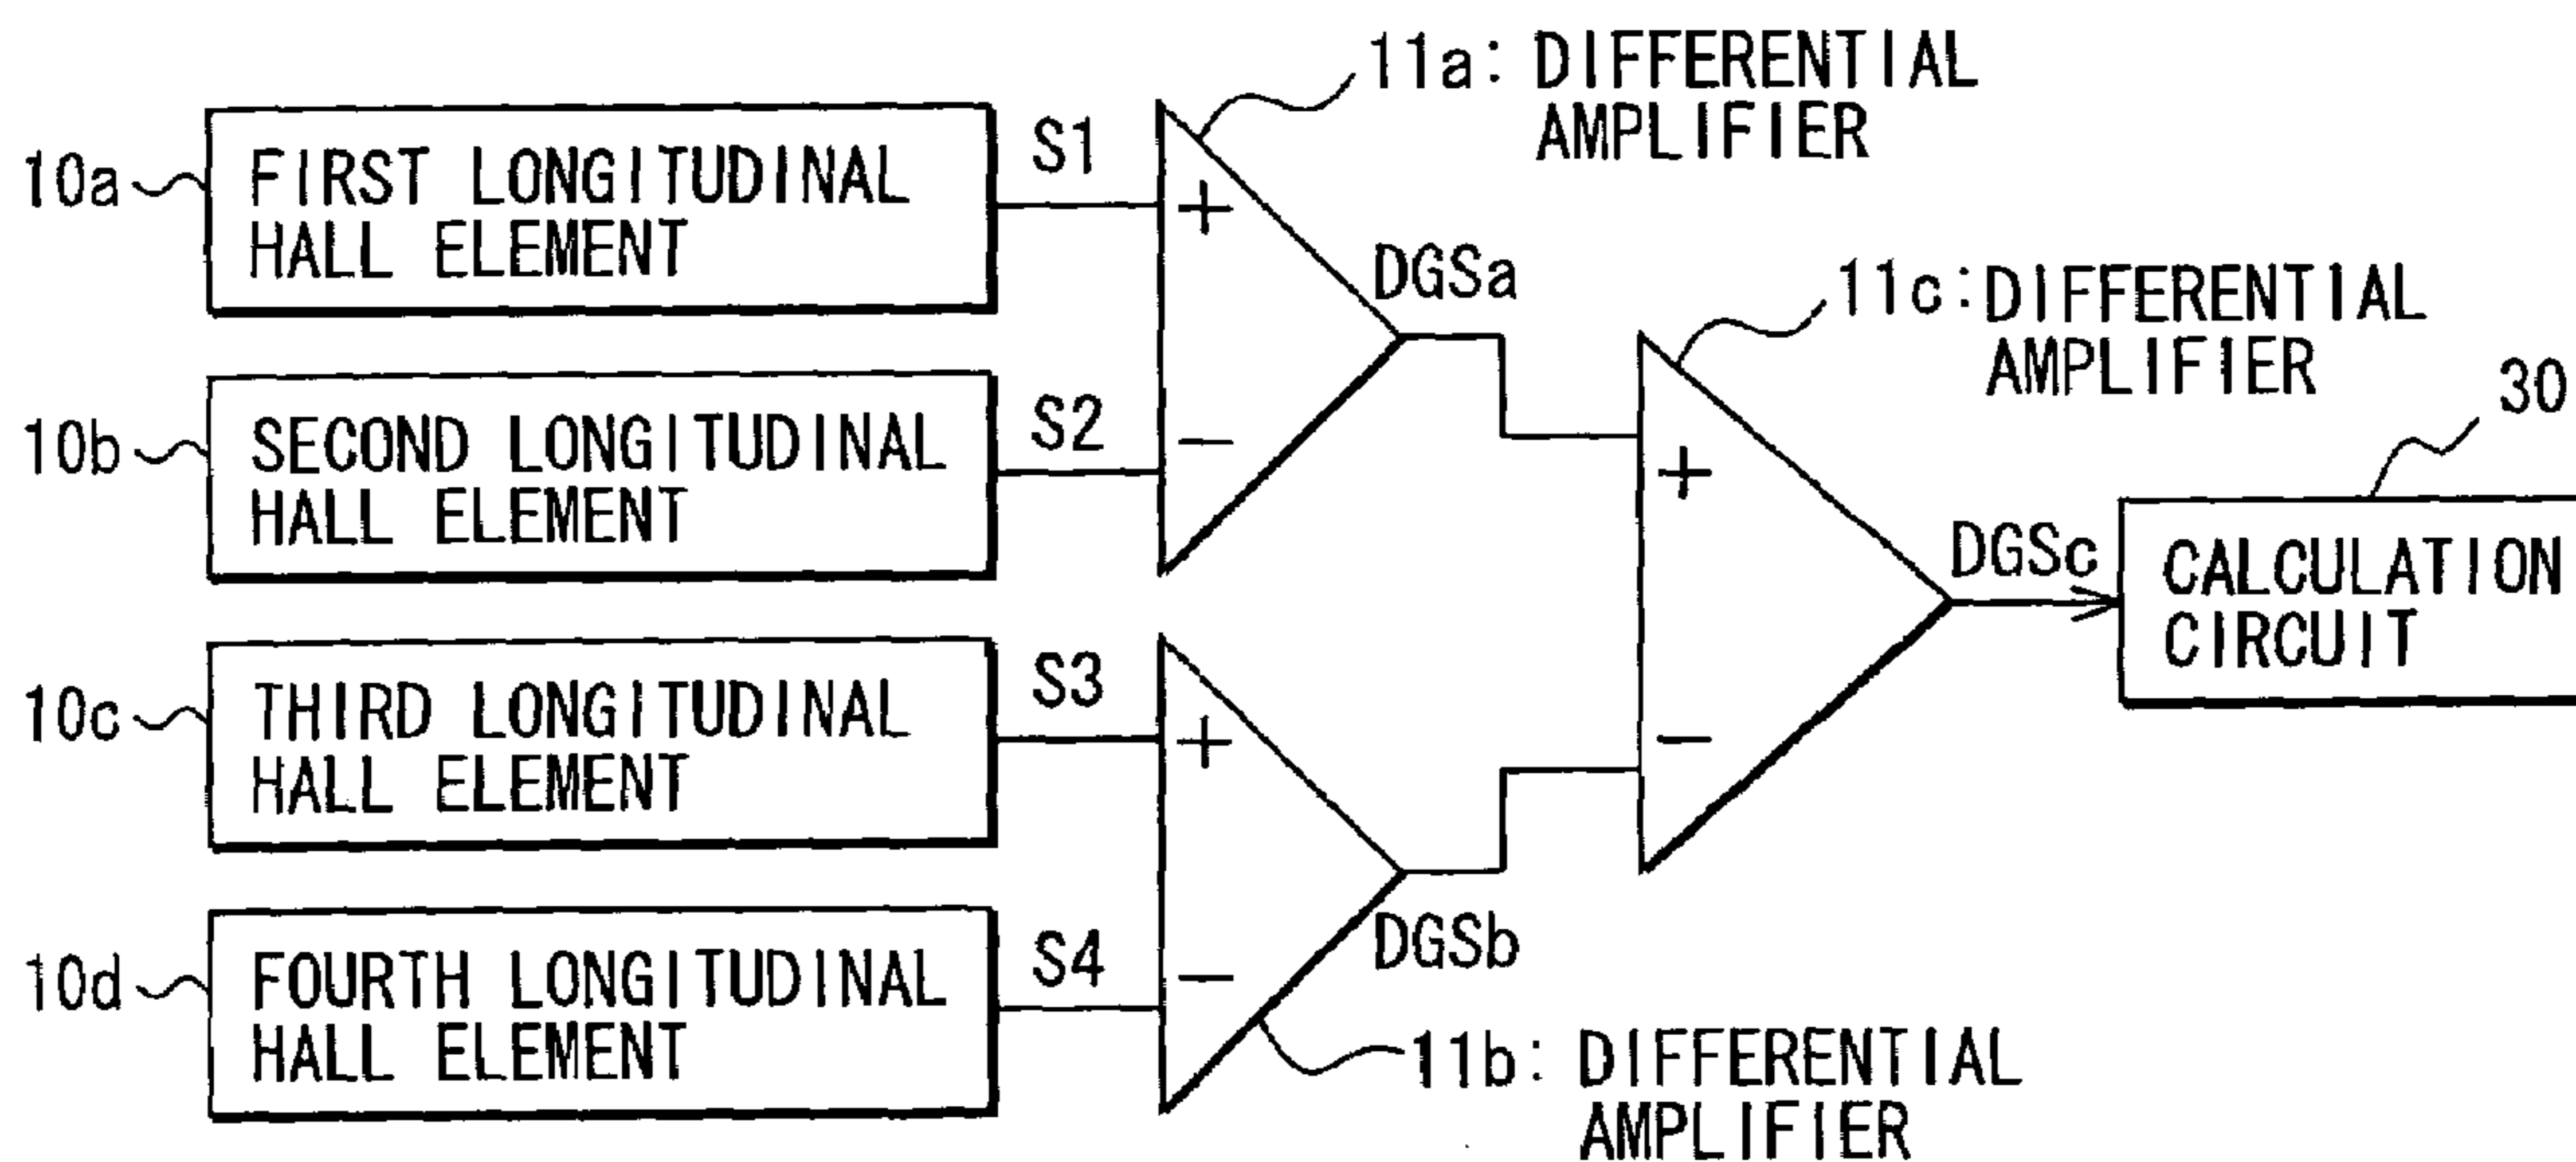 11a: DIFFERENTIAL
AMPLIFIER
10a
FIRST LONGITUDINAL
HALL ELEMENT
S1
+
DGSa
11c: DIFFERENTIAL
AMPLIFIER
30
10b
SECOND LONGITUDINAL
HALL ELEMENT
S2
−
+
DGSc
CALCULATION
CIRCUIT
10c
THIRD LONGITUDINAL
HALL ELEMENT
S3
+
−
10d
FOURTH LONGITUDINAL
HALL ELEMENT
S4
−
DGSb
11b: DIFFERENTIAL
AMPLIFIER